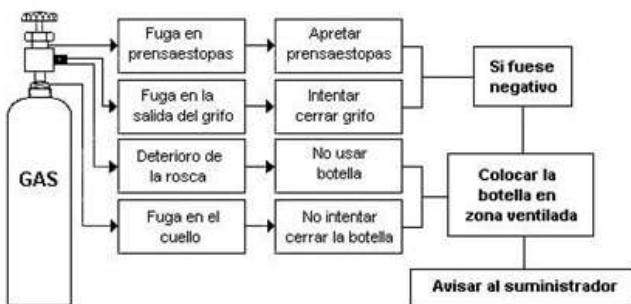 GAS
Fuga en
prensaestopas
Apretar
prensaestopas
Fuga en la
salida del grifo
Intentar
cerrar grifo
Deterioro de
la rosca
No usar
botella
Fuga en el
cuello
No intentar
cerrar la botella
Si fuese
negativo
Colocar la
botella en
zona ventilada
Avisar al suministrador